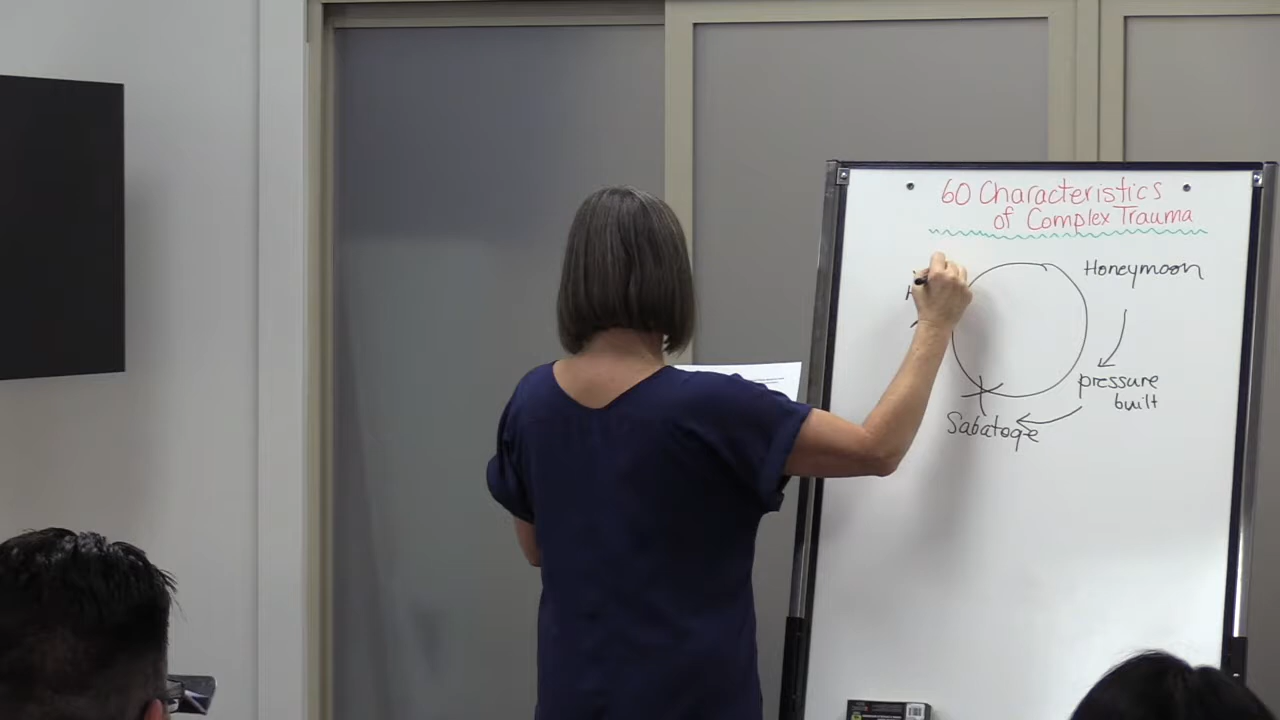 60 Characteristics
of Complex Trauma
Honeymoon
pressure
built
Sabatoge